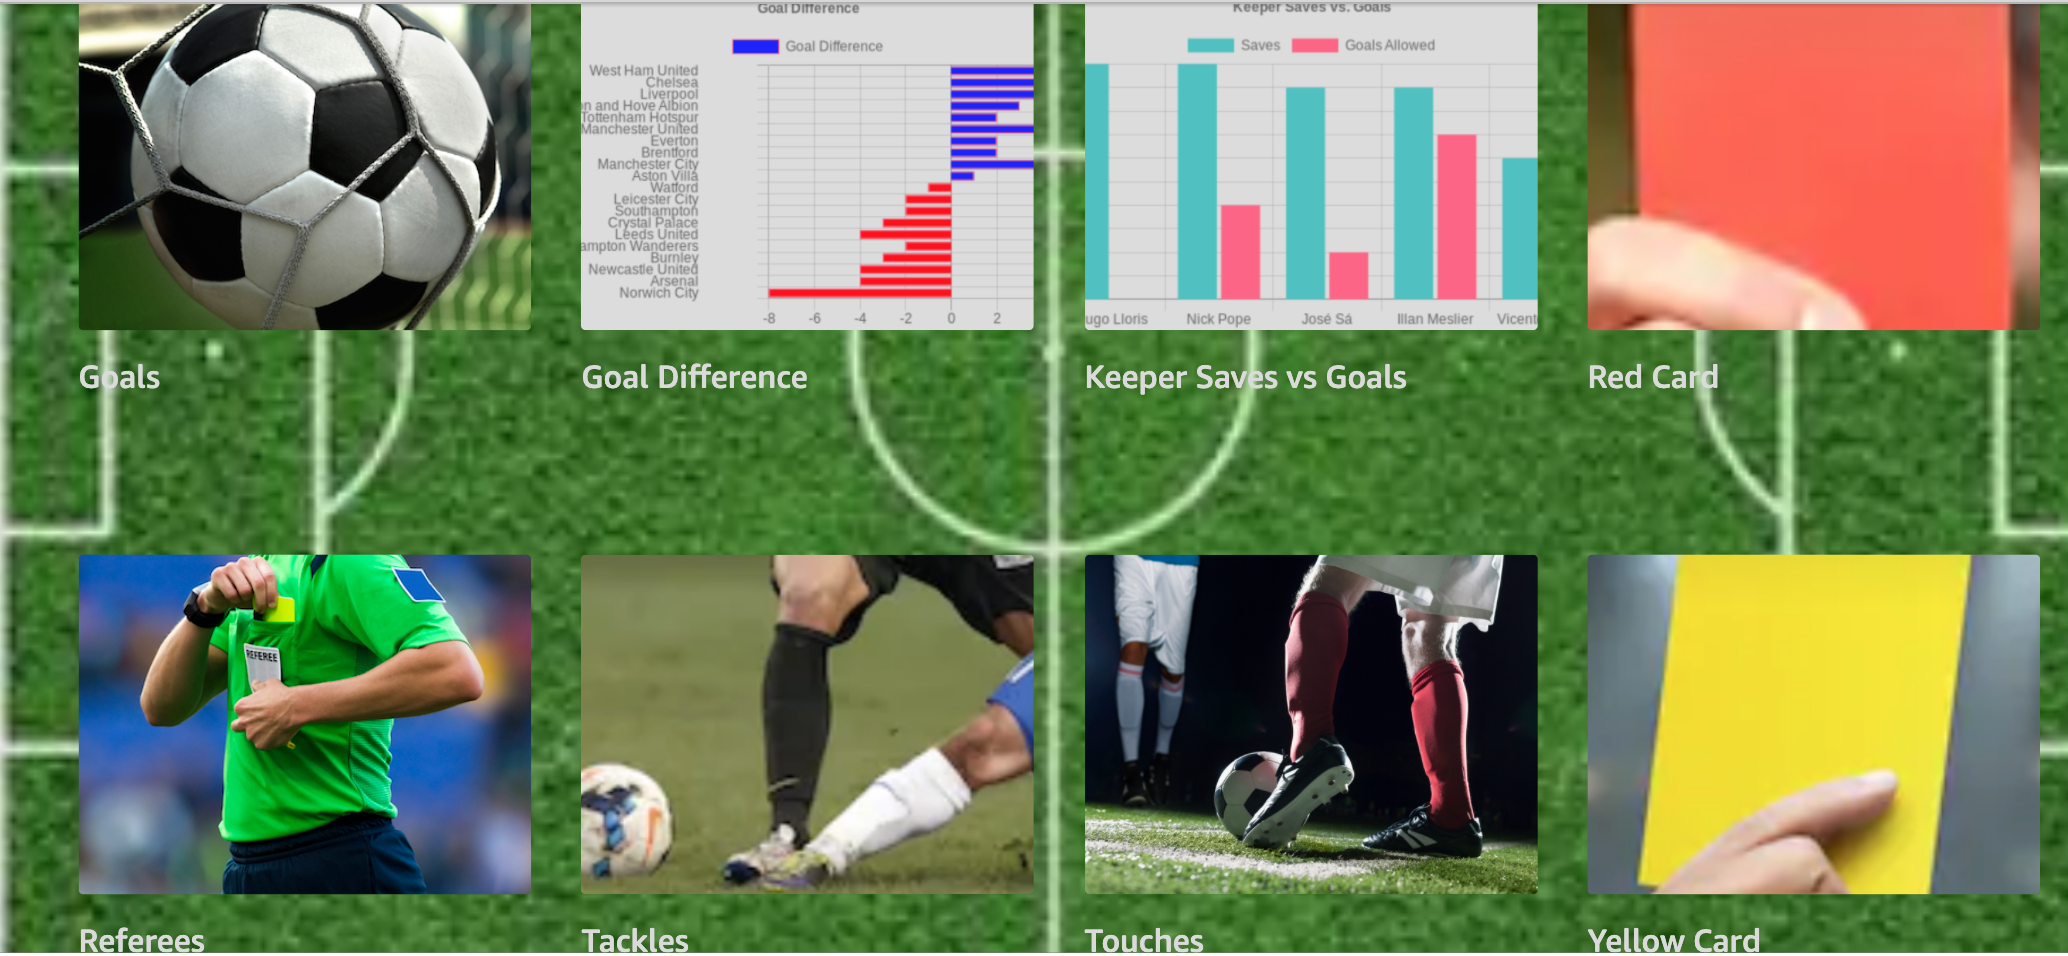 Goal Difference
Goal Difference
West Ham United
Chelsea
Liverpool
n and Hove Albion
Tottenham Hotspur
Manchester United
Everton
Brentford
Manchester City
Aston Villa
Watford
Leicester City
Southampton
Crystal Palace
Leeds United
ampton Wanderers
Burnley
Newcastle United
Arsenal
Norwich City
-8 -6 -4 -2 0 2
Keeper Saves vs. Goals
Saves Goals Allowed
ugo Lloris Nick Pope José Sá Illan Meslier Vicent
Goals
Goal Difference
Keeper Saves vs Goals
Red Card
REFEREE
Referees
Tackles
Touches
Yellow Card